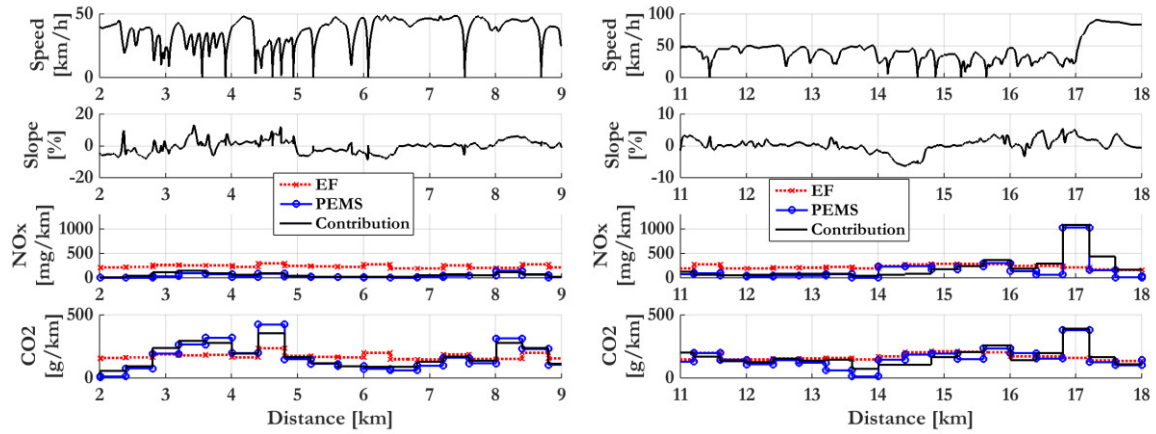 50
Speed
[km/h]
0
2 3 4 5 6 7 8 9
20
Slope
[%]
0
-20
2 3 4 5 6 7 8 9
EF
PEMS
Contribution
1000
NOx
[mg/km]
500
0
2 3 4 5 6 7 8 9
500
CO2
[g/km]
0
2 3 4 5 6 7 8 9
Distance [km]
100
Speed
[km/h]
50
0
11 12 13 14 15 16 17 18
10
Slope
[%]
0
-10
11 12 13 14 15 16 17 18
EF
PEMS
Contribution
1000
NOx
[mg/km]
500
0
11 12 13 14 15 16 17 18
500
CO2
[g/km]
0
11 12 13 14 15 16 17 18
Distance [km]